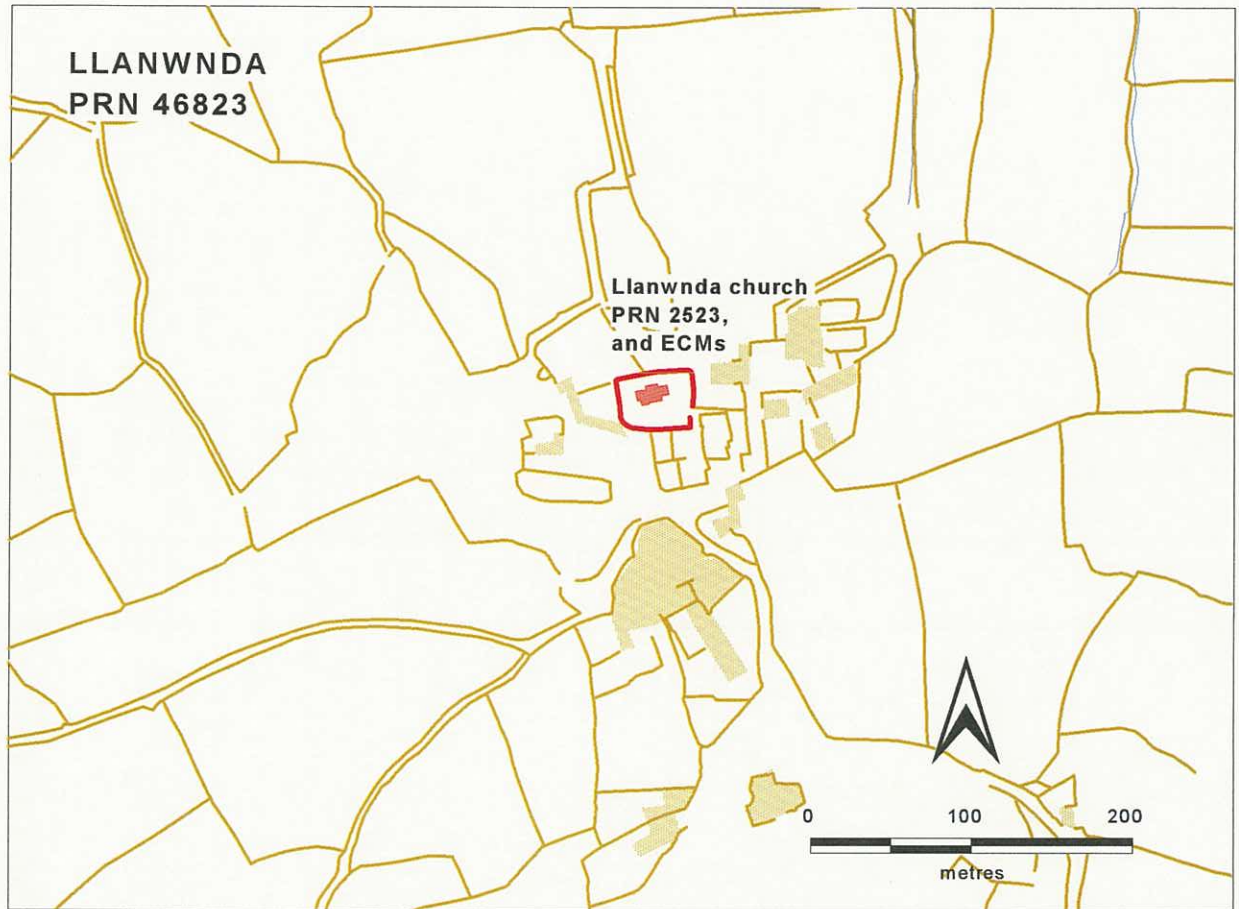 LLANWNDA
PRN 46823
Llanwnda church
PRN 2523,
and ECMs
0 100 200
metres